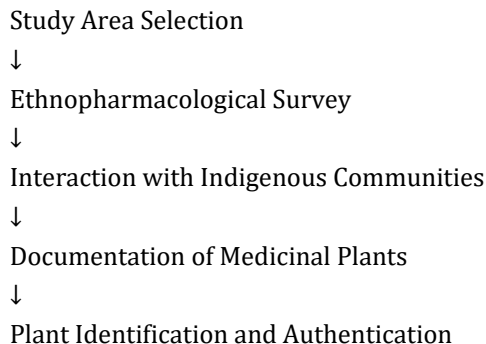 Study Area Selection
↓
Ethnopharmacological Survey
↓
Interaction with Indigenous Communities
↓
Documentation of Medicinal Plants
↓
Plant Identification and Authentication